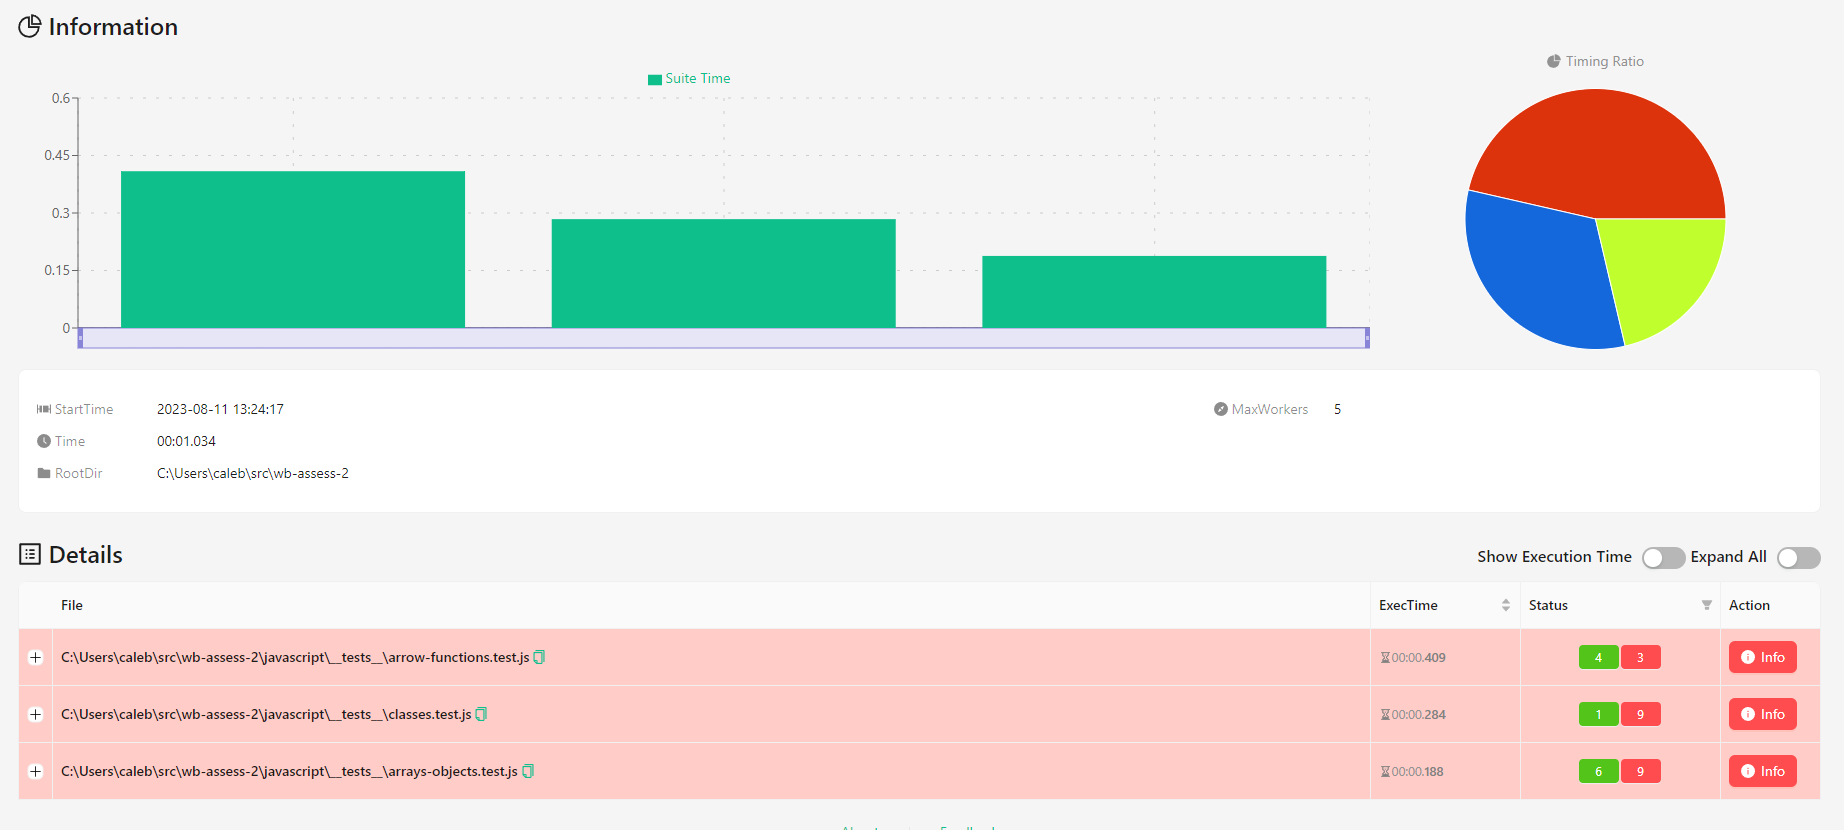 Information
Suite Time
Timing Ratio
0.6
0.45
0.3
0.15
0
StartTime 2023-08-11 13:24:17 MaxWorkers 5
Time 00:01.034
RootDir C:\Users\caleb\src\wb-assess-2
Details Show Execution Time Expand All
File ExecTime Status Action
C:\Users\caleb\src\wb-assess-2\javascript\__tests__\arrow-functions.test.js 00:00.409 4 3 Info
C:\Users\caleb\src\wb-assess-2\javascript\__tests__\classes.test.js 00:00.284 1 9 Info
C:\Users\caleb\src\wb-assess-2\javascript\__tests__\arrays-objects.test.js 00:00.188 6 9 Info